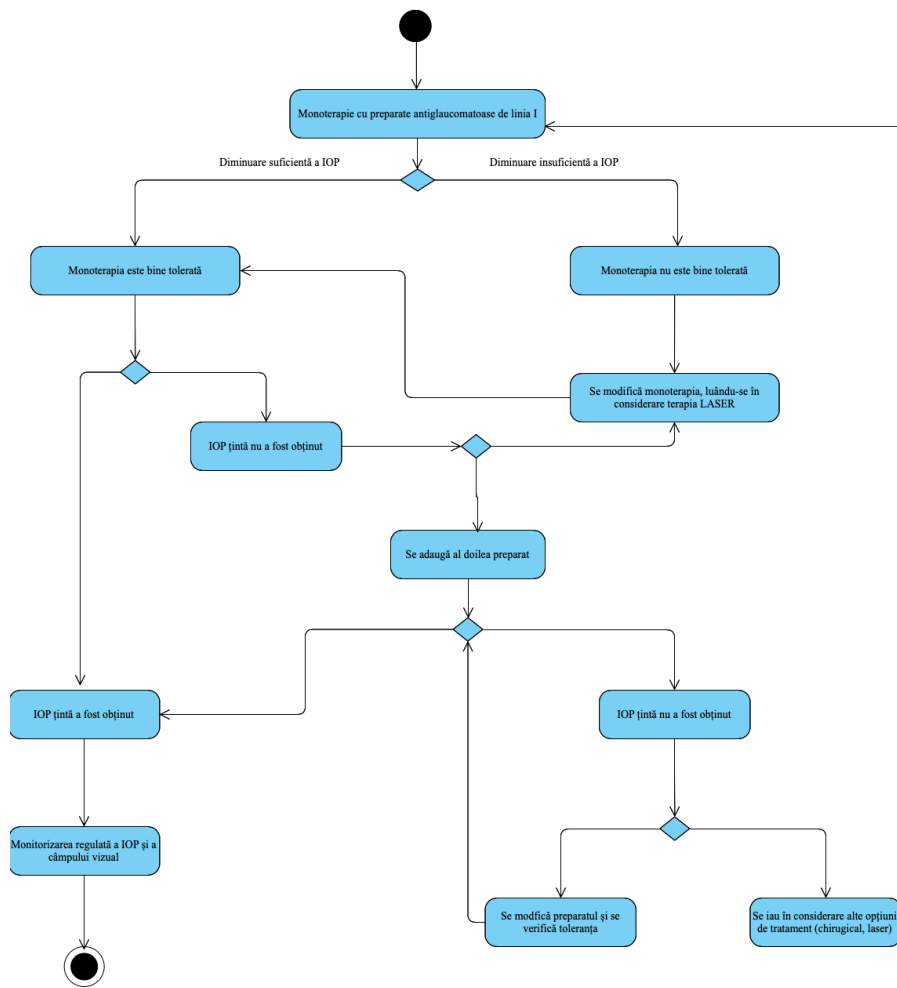 Monoterapie cu preparate antiglaucomatoase de linia I
Diminuare suficientă a IOP
Diminuare insuficientă a IOP
Monoterapia este bine tolerată
Monoterapia nu este bine tolerată
Se modifică monoterapia, luându-se în
considerare terapia LASER
IOP țintă nu a fost obținut
Se adaugă al doilea preparat
IOP țintă a fost obținut
IOP țintă nu a fost obținut
Monitorizarea regulată a IOP și a
câmpului vizual
Se modfică preparatul și se
verifică toleranța
Se iau în considerare alte opțiuni
de tratament (chirugical, laser)